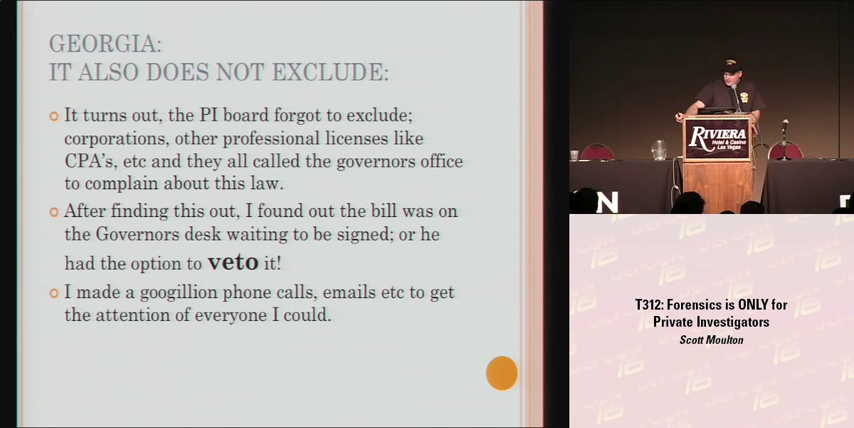 GEORGIA:
IT ALSO DOES NOT EXCLUDE:
It turns out, the PI board forgot to exclude;
corporations, other professional licenses like
CPA's, etc and they all called the governors office
to complain about this law.
After finding this out, I found out the bill was on
the Governors desk waiting to be signed; or he
had the option to veto it!
I made a googillion phone calls, emails etc to get
the attention of everyone I could.
RIVIERA
Hotel & Casino
Las Vegas
N
T312: Forensics is ONLY for
Private Investigators
Scott Moulton